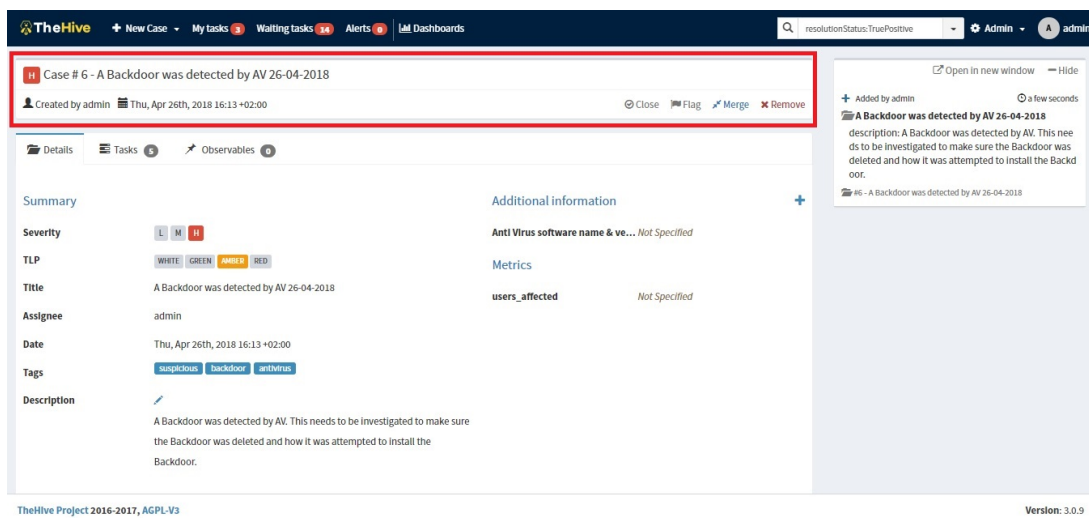 TheHive + New Case My tasks 3 Waiting tasks 14 Alerts 0 Dashboards resolutionStatus:TruePositive Admin A admin
H Case # 6 - A Backdoor was detected by AV 26-04-2018
Created by admin Thu, Apr 26th, 2018 16:13 +02:00 Close Flag Merge Remove
Details Tasks 5 Observables 0
Summary
Severity L M H
TLP WHITE GREEN AMBER RED
Title A Backdoor was detected by AV 26-04-2018
Assignee admin
Date Thu, Apr 26th, 2018 16:13 +02:00
Tags suspicious backdoor antivirus
Description
A Backdoor was detected by AV. This needs to be investigated to make sure
the Backdoor was deleted and how it was attempted to install the
Backdoor.
Additional information +
Anti Virus software name & ve... Not Specified
Metrics
users_affected Not Specified
Open in new window Hide
+ Added by admin a few seconds
A Backdoor was detected by AV 26-04-2018
description: A Backdoor was detected by AV. This nee
ds to be investigated to make sure the Backdoor was
deleted and how it was attempted to install the Backd
oor.
#6 - A Backdoor was detected by AV 26-04-2018
TheHive Project 2016-2017, AGPL-V3 Version: 3.0.9